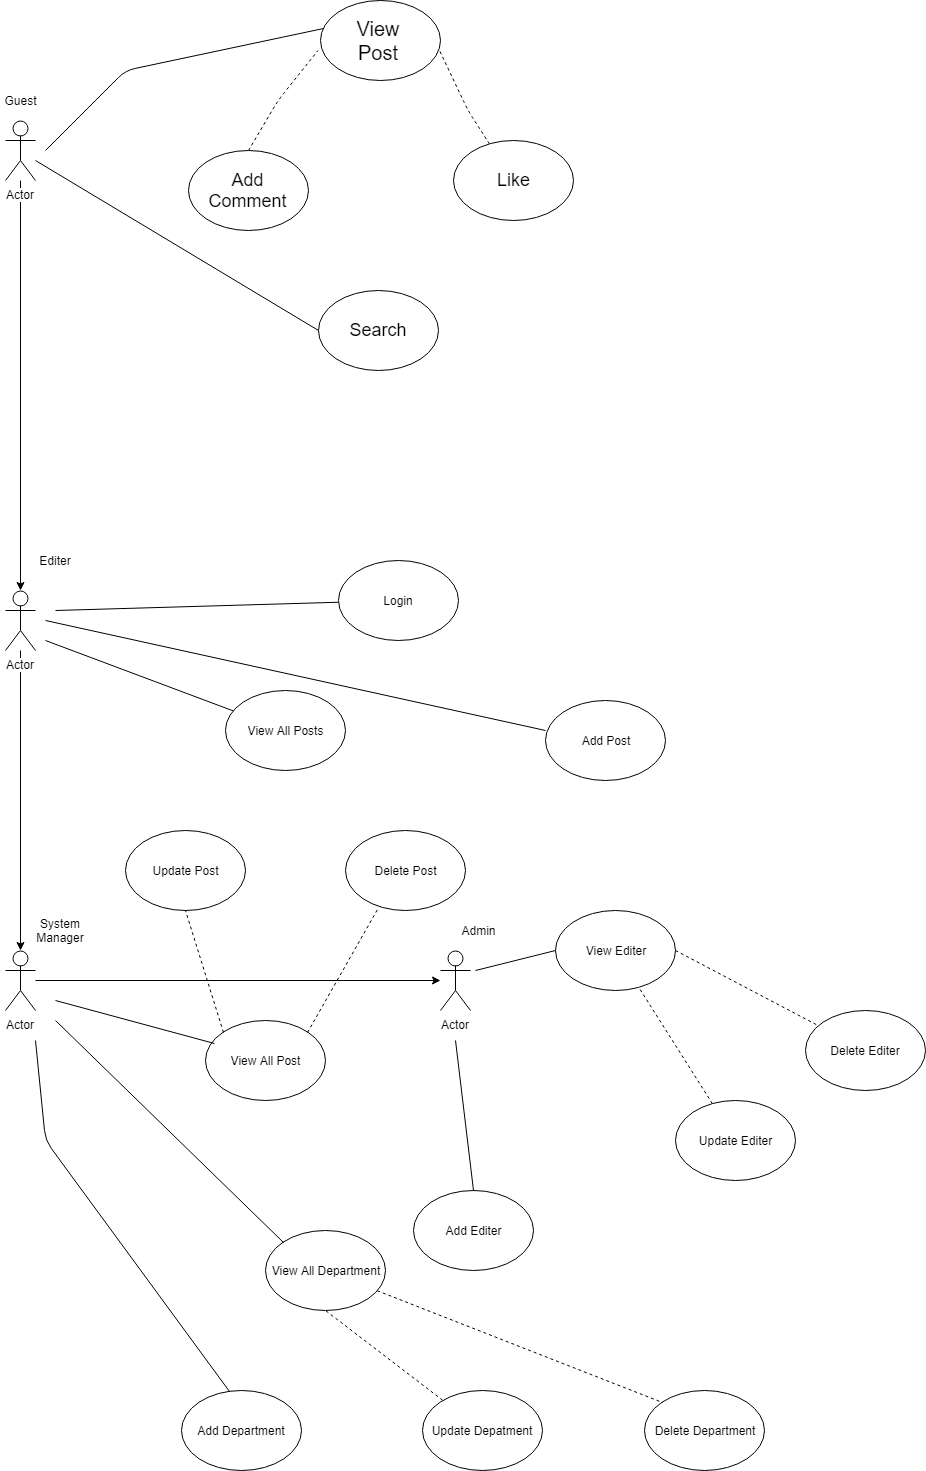 View
Post
Guest
Actor
Add
Comment
Like
Search
Editer
Actor
Login
View All Posts
Add Post
Update Post
Delete Post
System
Manager
Actor
Admin
Actor
View Editer
View All Post
Delete Editer
Update Editer
Add Editer
View All Department
Add Department
Update Depatment
Delete Department